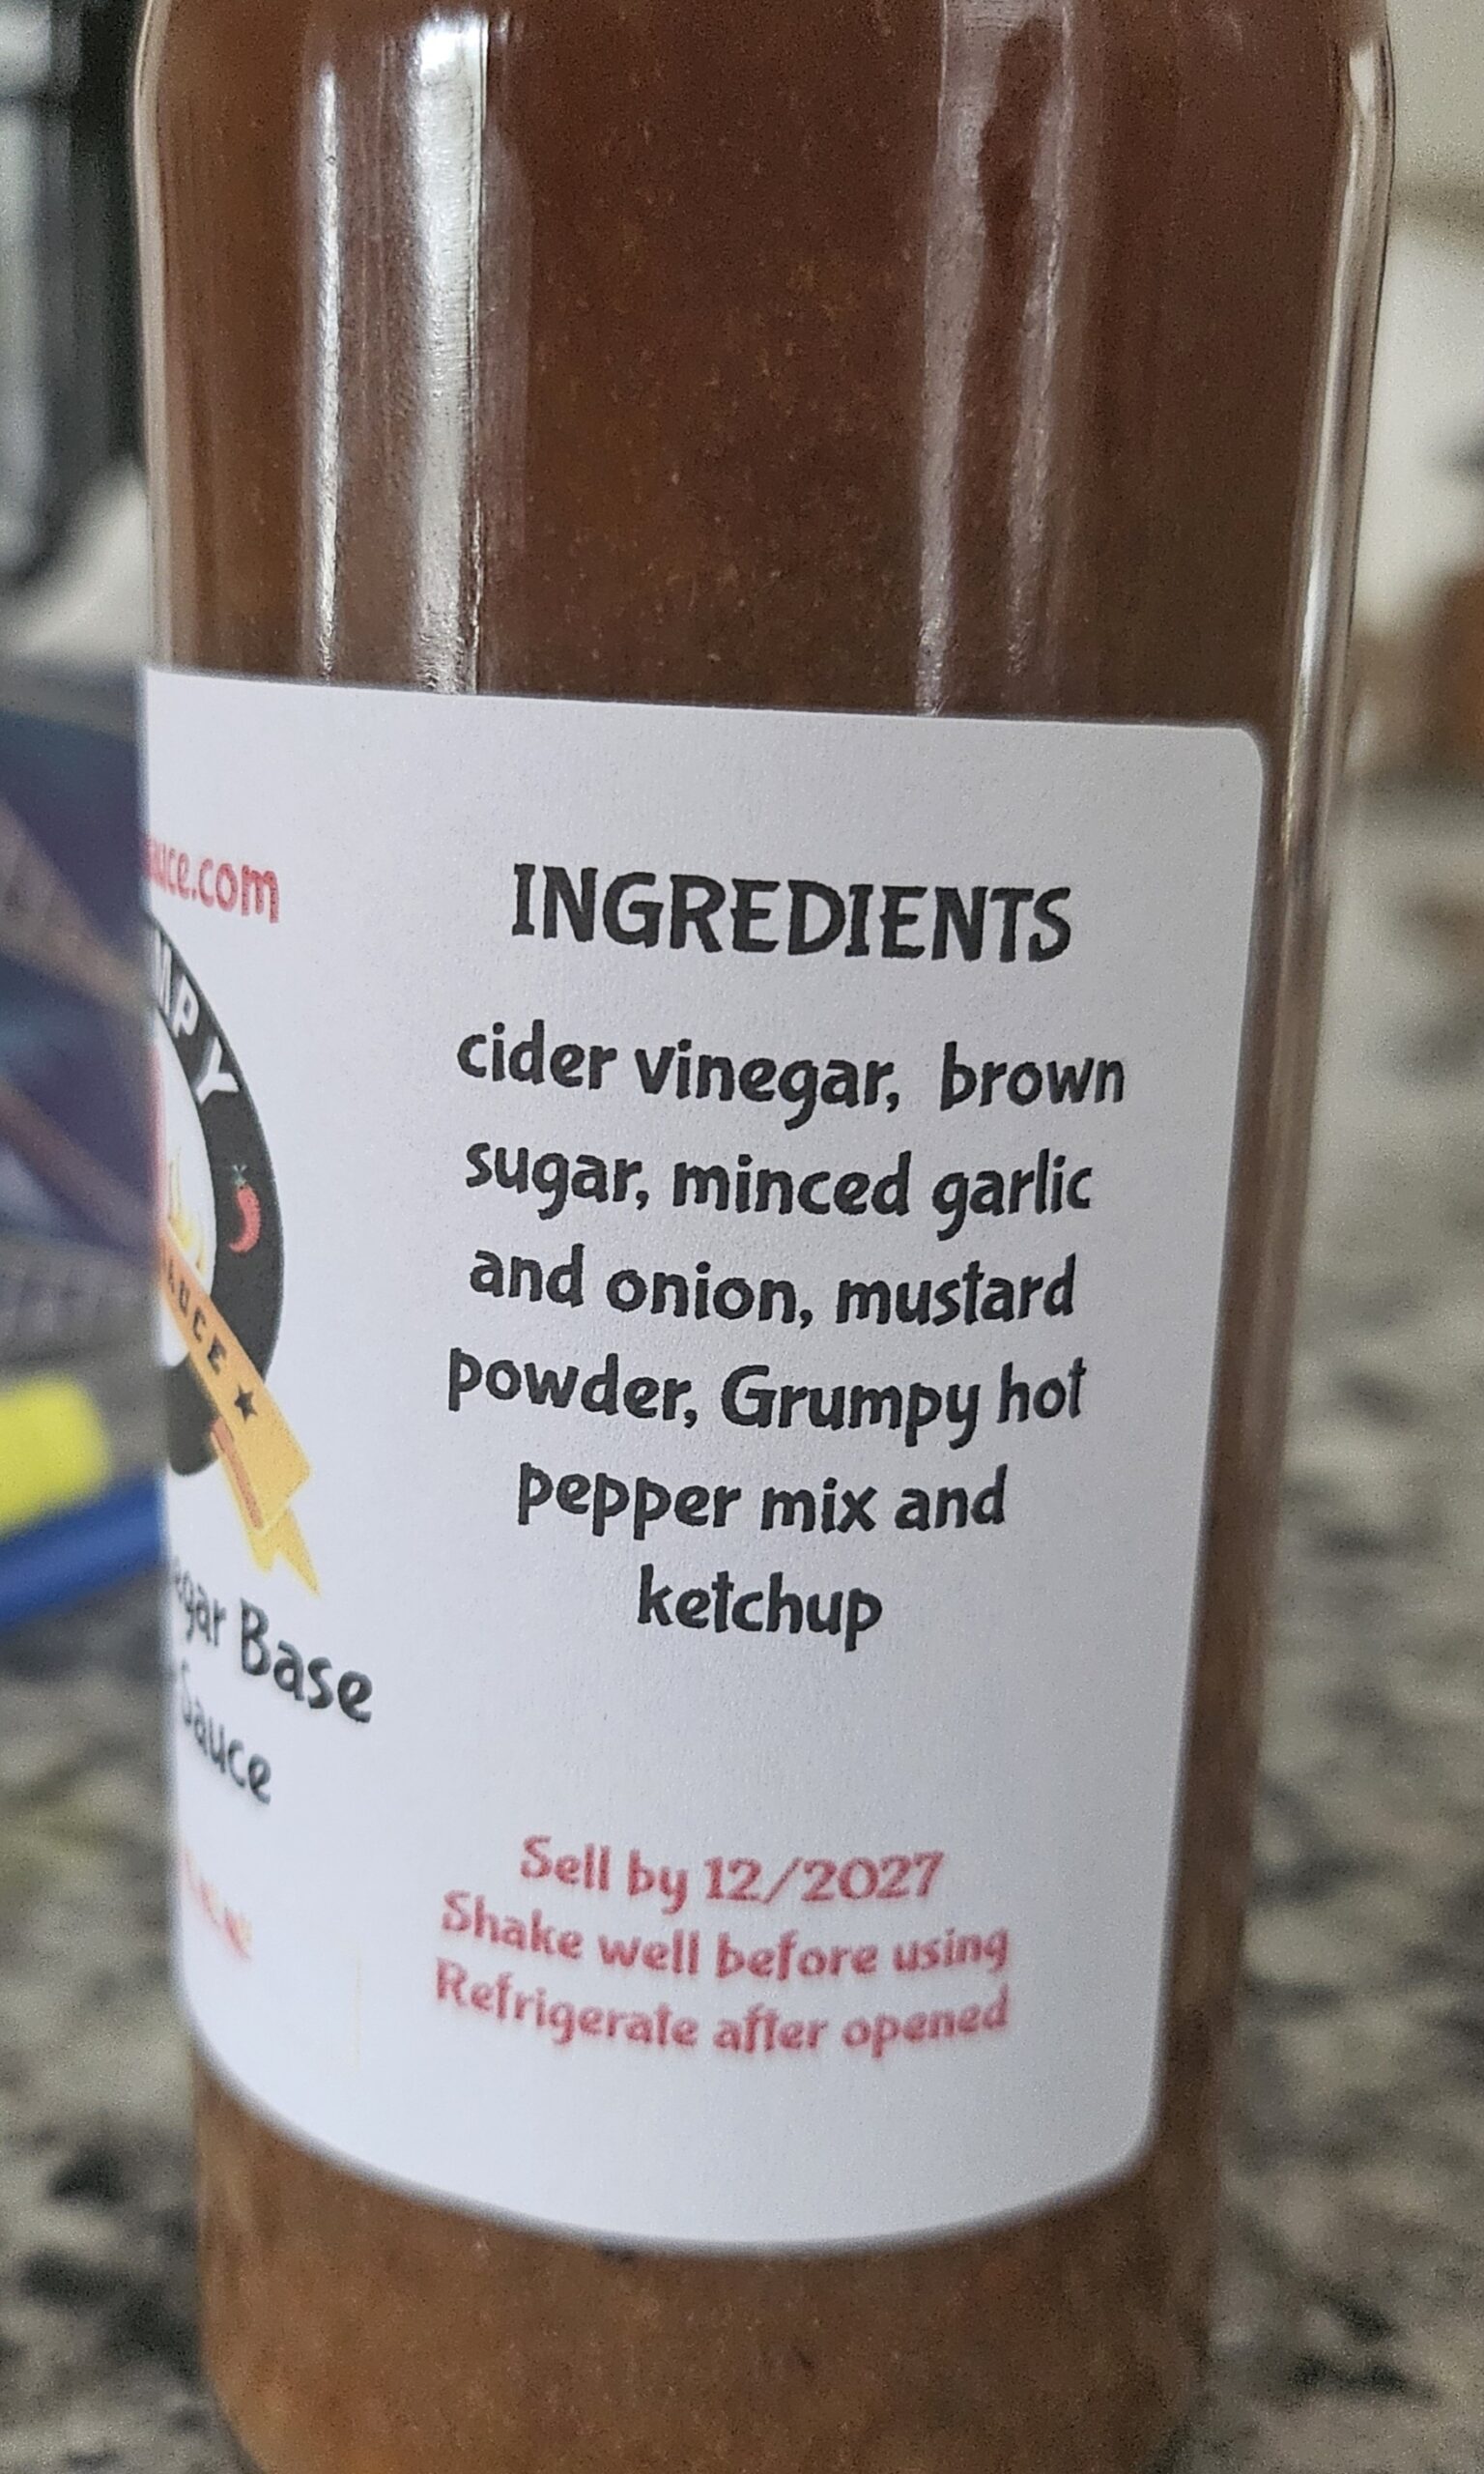 INGREDIENTS
cider vinegar, brown
sugar, minced garlic
and onion, mustard
powder, Grumpy hot
pepper mix and
ketchup
Sell by 12/2027
Shake well before using
Refrigerate after opened
.com
MPY
UCE
Base
Sauce